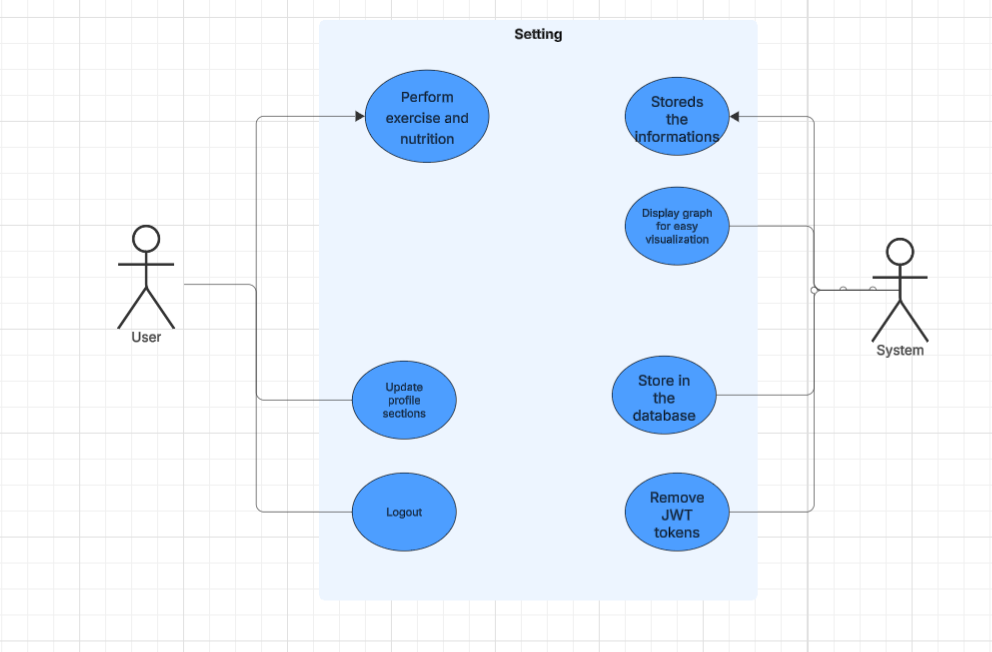 Setting
Perform
exercise and
nutrition
Storeds
the
informations
Display graph
for easy
visualization
User
System
Update
profile
sections
Store in
the
database
Logout
Remove
JWT
tokens